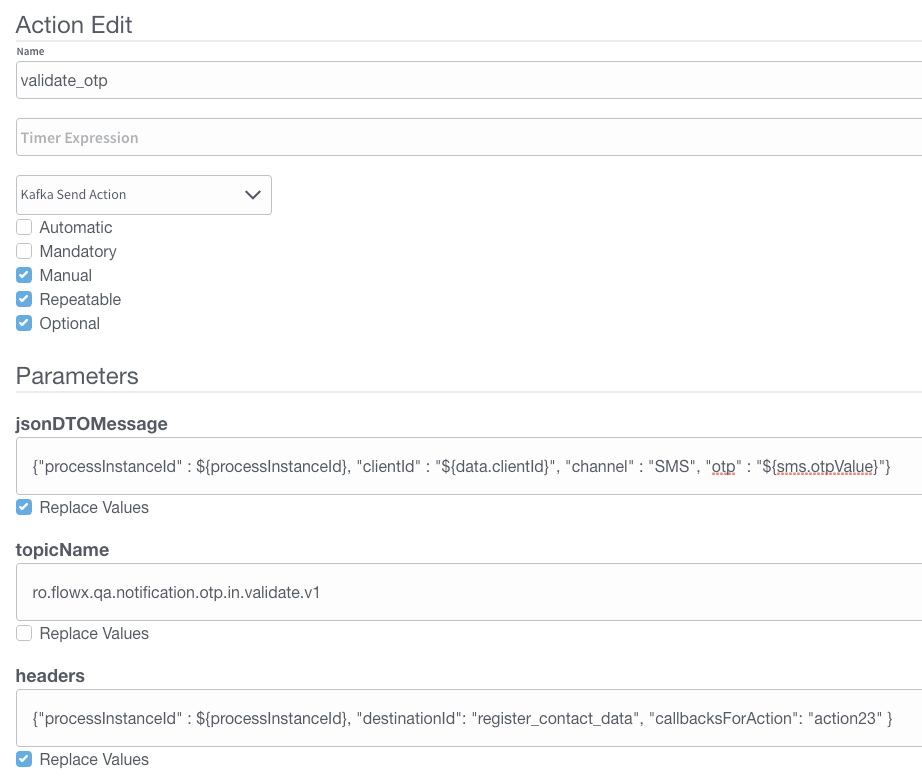 Action Edit
Name
validate_otp
Timer Expression
Kafka Send Action
Automatic
Mandatory
Manual
Repeatable
Optional
Parameters
jsonDTOMessage
{"processInstanceId" : ${processInstanceId}, "clientId" : "${data.clientId}", "channel" : "SMS", "otp" : "${sms.otpValue}"}
Replace Values
topicName
ro.flowx.qa.notification.otp.in.validate.v1
Replace Values
headers
{"processInstanceId" : ${processInstanceId}, "destinationId": "register_contact_data", "callbacksForAction": "action23" }
Replace Values